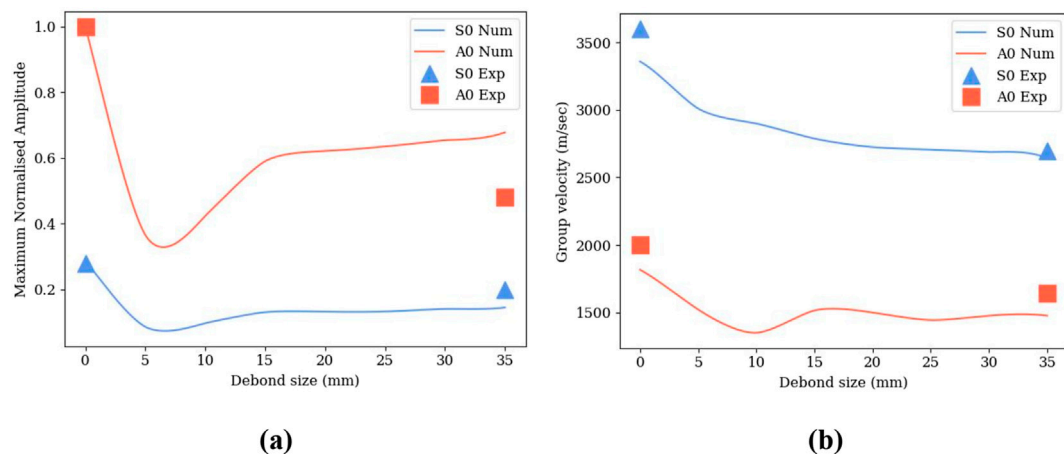 1.0
0.8
0.6
0.4
0.2
0
5
10
15
20
25
30
35
Maximum Normalised Amplitude
Debond size (mm)
S0 Num
A0 Num
S0 Exp
A0 Exp
(a)
3500
3000
2500
2000
1500
0
5
10
15
20
25
30
35
Group velocity (m/sec)
Debond size (mm)
S0 Num
A0 Num
S0 Exp
A0 Exp
(b)